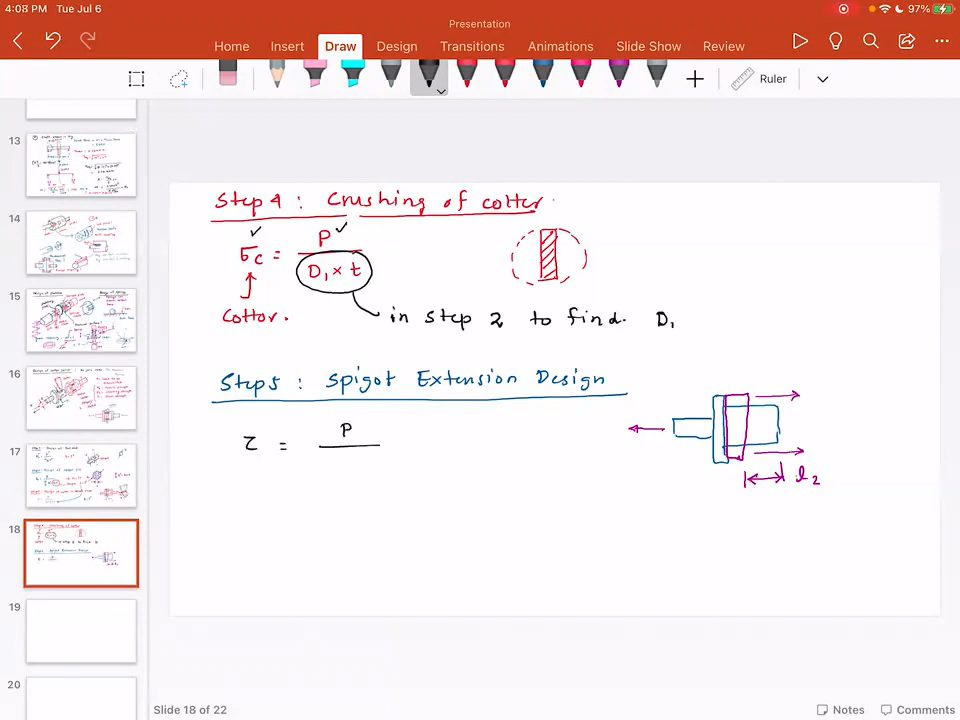 4:08 PM Tue Jul 6
97%
Presentation
Home Insert Draw Design Transitions Animations Slide Show Review
Ruler
13
14
15
16
17
18
19
20
Step 4 : Crushing of cotter
σc = P / D1 × t
Cotter.
in step 2 to find. D1
Step5 : Spigot Extension Design
τ = P
l2
Slide 18 of 22
Notes
Comments